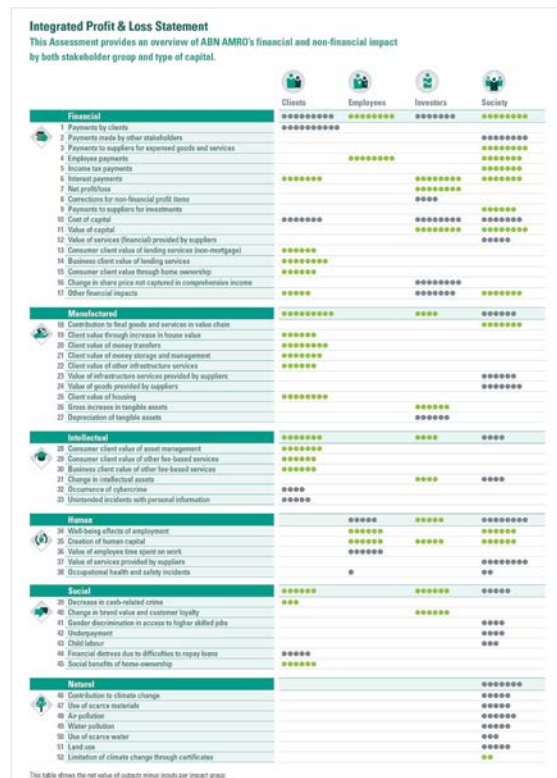 Integrated Profit & Loss Statement
This Assessment provides an overview of ABN AMRO's financial and non-financial impact
by both stakeholder group and type of capital.
Clients Employees Investors Society
Financial
1 Payments by clients
2 Payments made by other stakeholders
3 Payments to suppliers for expensed goods and services
4 Employee payments
5 Income tax payments
6 Interest payments
7 Net profit/loss
8 Corrections for non-financial profit items
9 Payments to suppliers for investments
10 Cost of capital
11 Value of capital
12 Value of services (financial) provided by suppliers
13 Consumer client value of lending services (non-mortgage)
14 Business client value of lending services
15 Consumer client value through home ownership
16 Change in share price not captured in comprehensive income
17 Other financial impacts
Manufactured
18 Contribution to final goods and services in value chain
19 Client value through increase in house value
20 Client value of money transfers
21 Client value of money storage and management
22 Client value of other infrastructure services
23 Value of infrastructure services provided by suppliers
24 Value of goods provided by suppliers
25 Client value of housing
26 Gross increase in tangible assets
27 Depreciation of tangible assets
Intellectual
28 Consumer client value of asset management
29 Consumer client value of other fee-based services
30 Business client value of other fee-based services
31 Change in intellectual assets
32 Occurrence of cybercrime
33 Unintended incidents with personal information
Human
34 Well-being effects of employment
35 Creation of human capital
36 Value of employee time spent on work
37 Value of services provided by suppliers
38 Occupational health and safety incidents
Social
39 Decrease in cash-related crime
40 Change in brand value and customer loyalty
41 Gender discrimination in access to higher skilled jobs
42 Underpayment
43 Child labour
44 Financial distress due to difficulties to repay loans
45 Social benefits of home-ownership
Natural
46 Contribution to climate change
47 Use of scarce materials
48 Air pollution
49 Water pollution
50 Use of scarce water
51 Land use
52 Limitation of climate change through certificates
This table shows the net value of outputs minus inputs per impact group